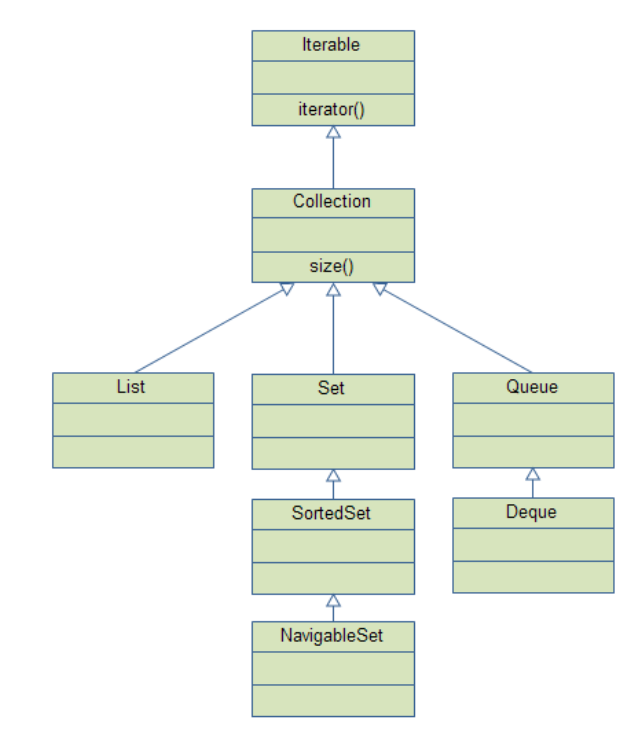 Iterable
iterator()
Collection
size()
List
Set
Queue
SortedSet
Deque
NavigableSet